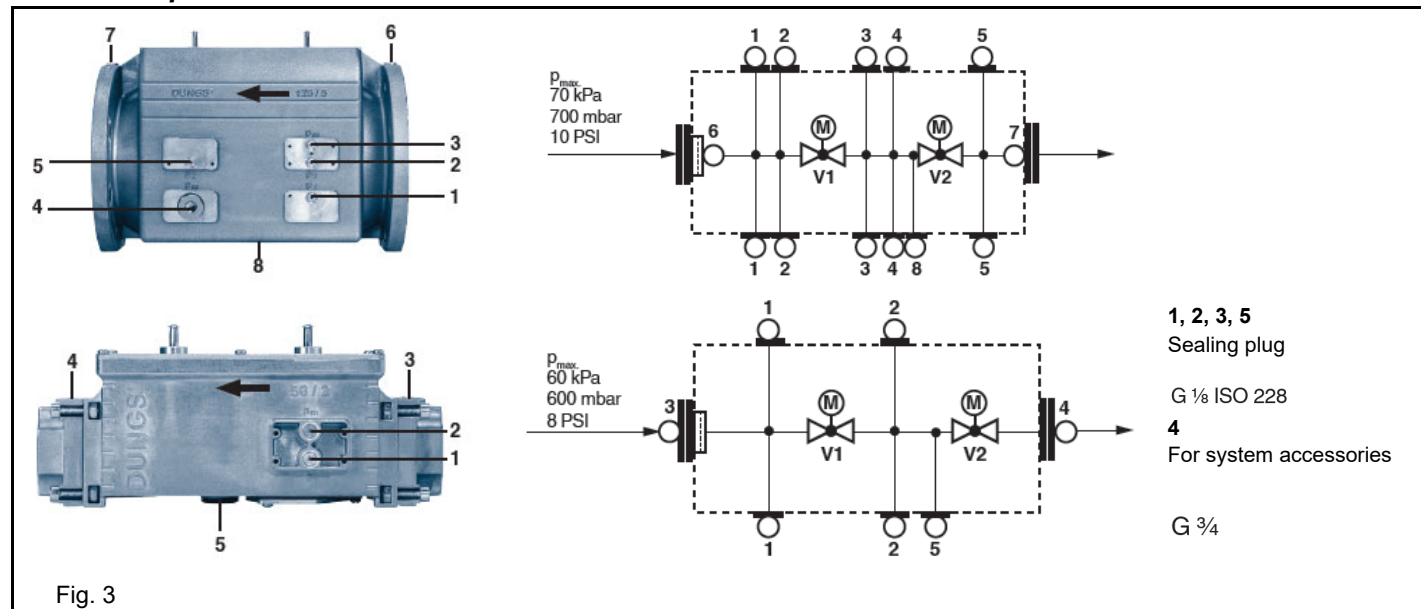 7
6
DUNGS
125 / 5
3
5
2
4
1
8
1 2 3 4 5
pmax.
70 kPa
700 mbar
10 PSI
6
M
M
7
V1
V2
1 2 3 4 8 5
4
3
DUNGS
50 / 2
2
1
5
1 2
pmax.
60 kPa
600 mbar
8 PSI
3
M
M
4
V1
V2
1 2 5
1, 2, 3, 5
Sealing plug
G ⅛ ISO 228
4
For system accessories
G ¾
Fig. 3